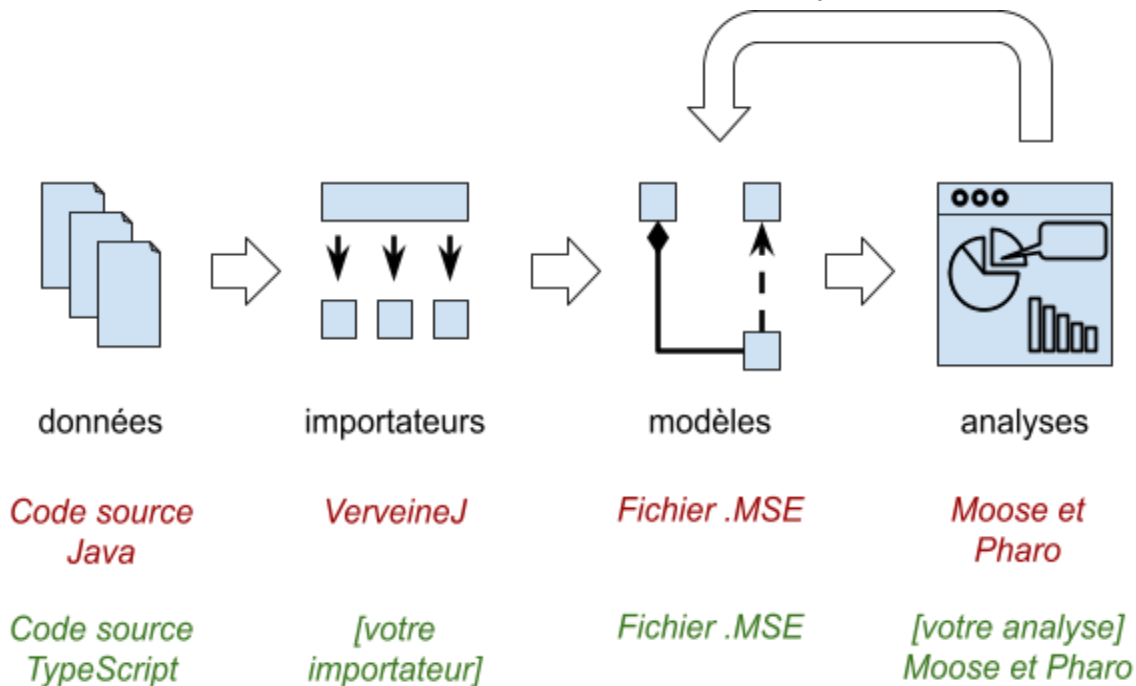 données importateurs modèles analyses
Code source VerveineJ Fichier .MSE Moose et
Java Pharo
Code source [votre Fichier .MSE [votre analyse]
TypeScript importateur] Moose et Pharo